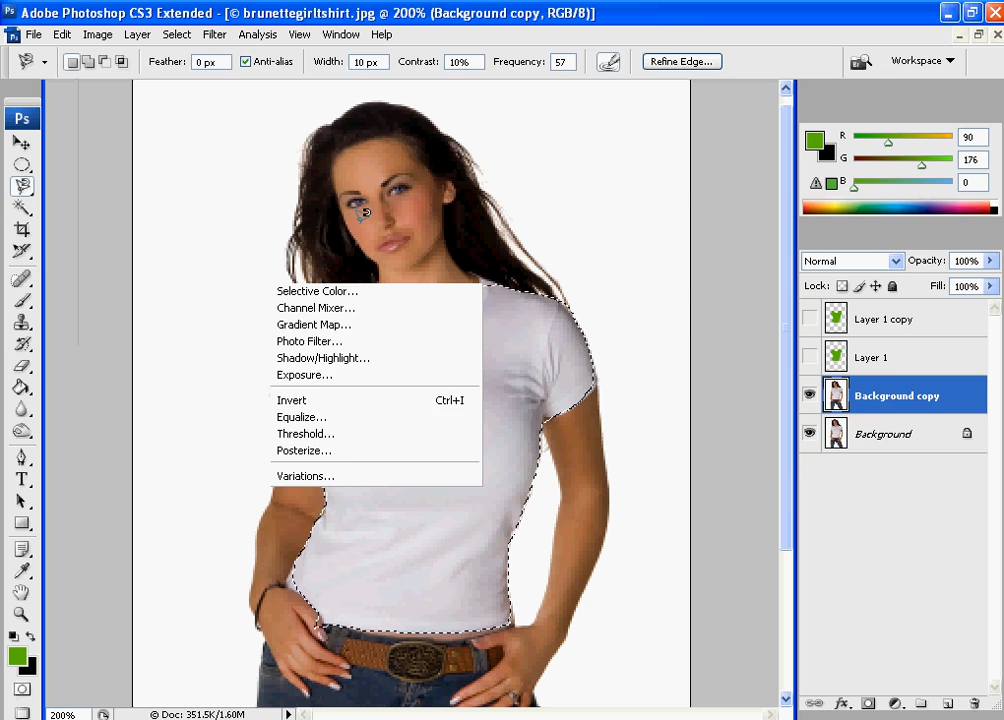 Ps Adobe Photoshop CS3 Extended - [© brunettegirltshirt.jpg @ 200% (Background copy, RGB/8)]
File Edit Image Layer Select Filter Analysis View Window Help
Feather: 0 px Anti-alias Width: 10 px Contrast: 10% Frequency: 57 Refine Edge... Workspace
Ps
R 90
G 176
B 0
Normal Opacity: 100%
Lock: Fill: 100%
Layer 1 copy
Layer 1
Background copy
Background
Selective Color...
Channel Mixer...
Gradient Map...
Photo Filter...
Shadow/Highlight...
Exposure...
Invert Ctrl+I
Equalize...
Threshold...
Posterize...
Variations...
T
200% © Doc: 351.5K/1.60M